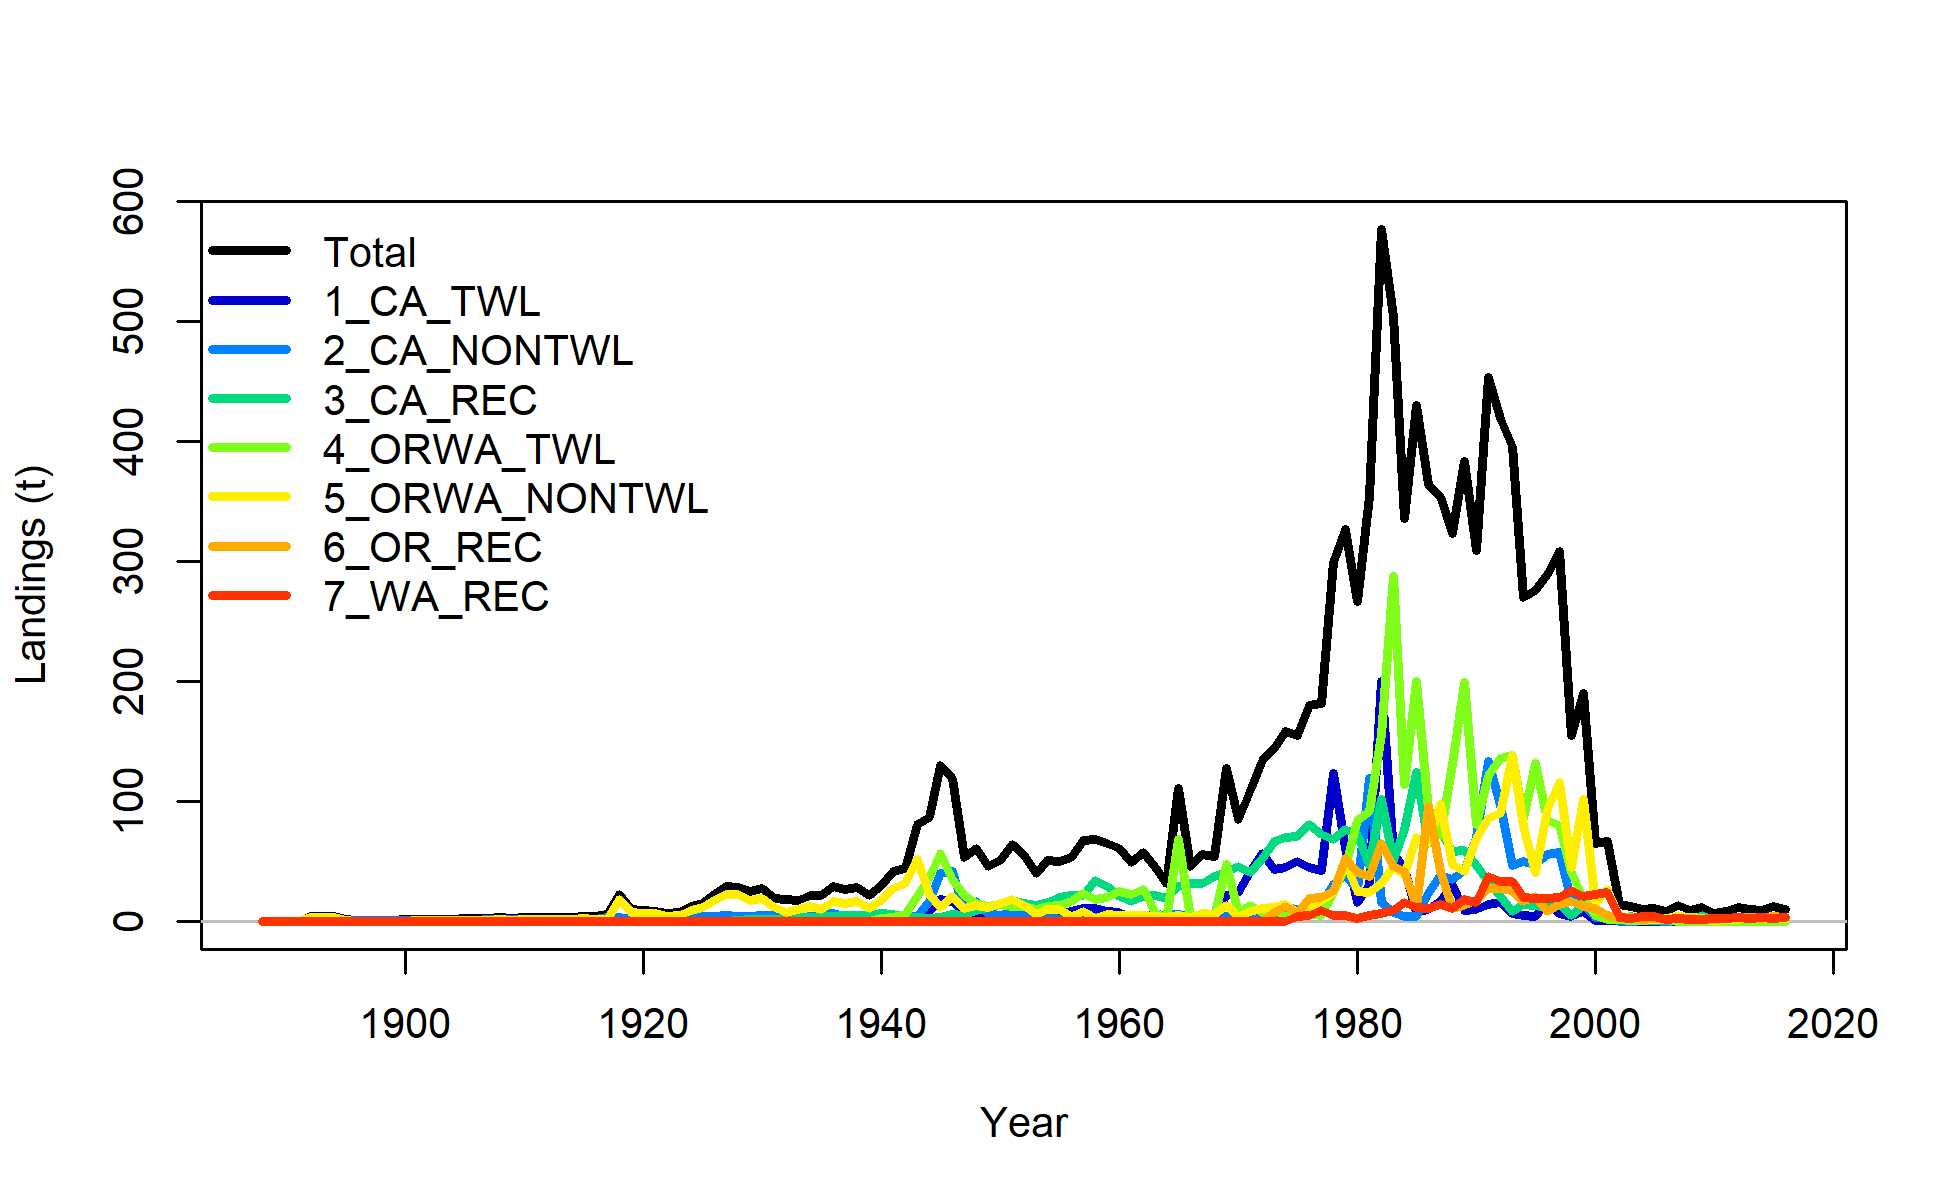 600
500
400
300
200
100
0
Landings (t)
Total
1_CA_TWL
2_CA_NONTWL
3_CA_REC
4_ORWA_TWL
5_ORWA_NONTWL
6_OR_REC
7_WA_REC
1900 1920 1940 1960 1980 2000 2020
Year